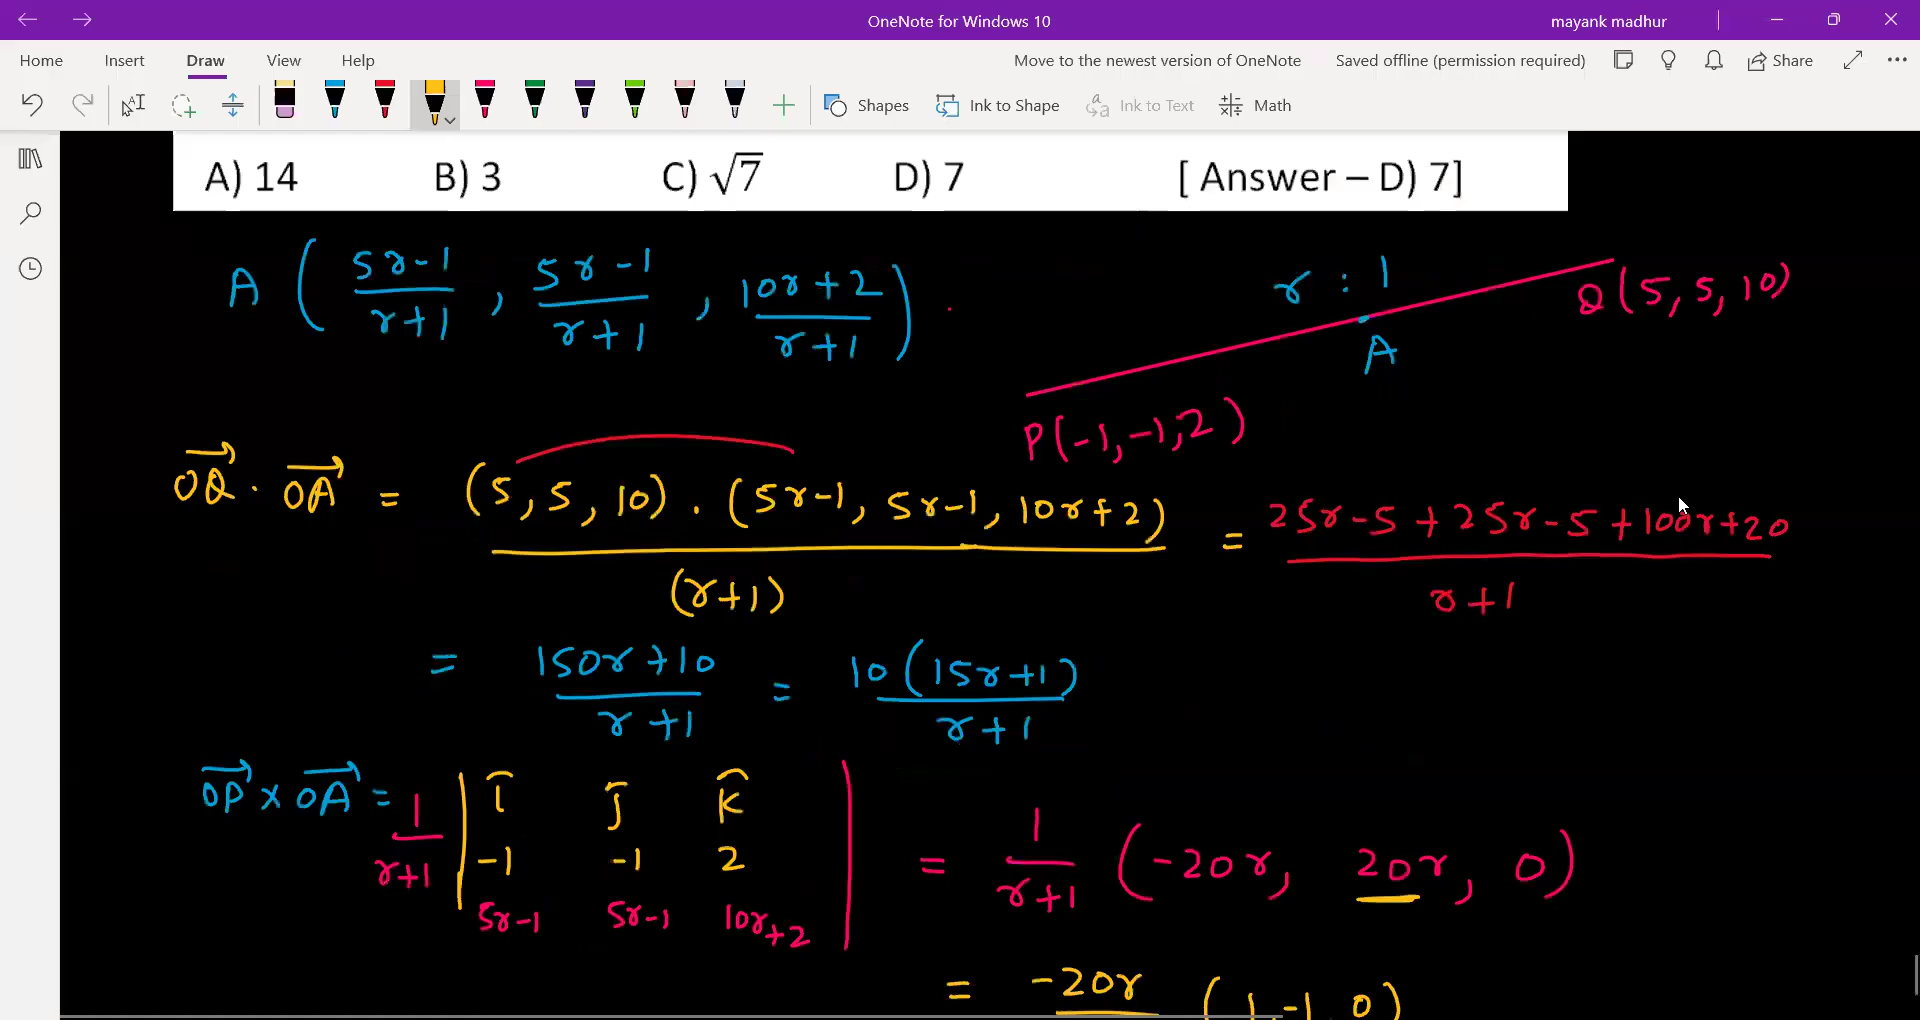 OneNote for Windows 10
mayank madhur
Home Insert Draw View Help
Move to the newest version of OneNote Saved offline (permission required) Share
Shapes Ink to Shape Ink to Text Math
A) 14 B) 3 C) √7 D) 7 [ Answer – D) 7]
A ( (5r-1)/(r+1) , (5r-1)/(r+1) , (10r+2)/(r+1) ) .
r : 1
Q(5, 5, 10)
A
P(-1, -1, 2)
OQ→ . OA→ = (5, 5, 10) . (5r-1, 5r-1, 10r+2) / (r+1) = (25r-5 + 25r-5 + 100r+20) / (r+1)
= (150r+10)/(r+1) = 10(15r+1)/(r+1)
OP→ × OA→ = 1/(r+1) | î ĵ k̂
-1 -1 2
5r-1 5r-1 10r+2 | = 1/(r+1) (-20r, 20r, 0)
= -20r (1, -1, 0)